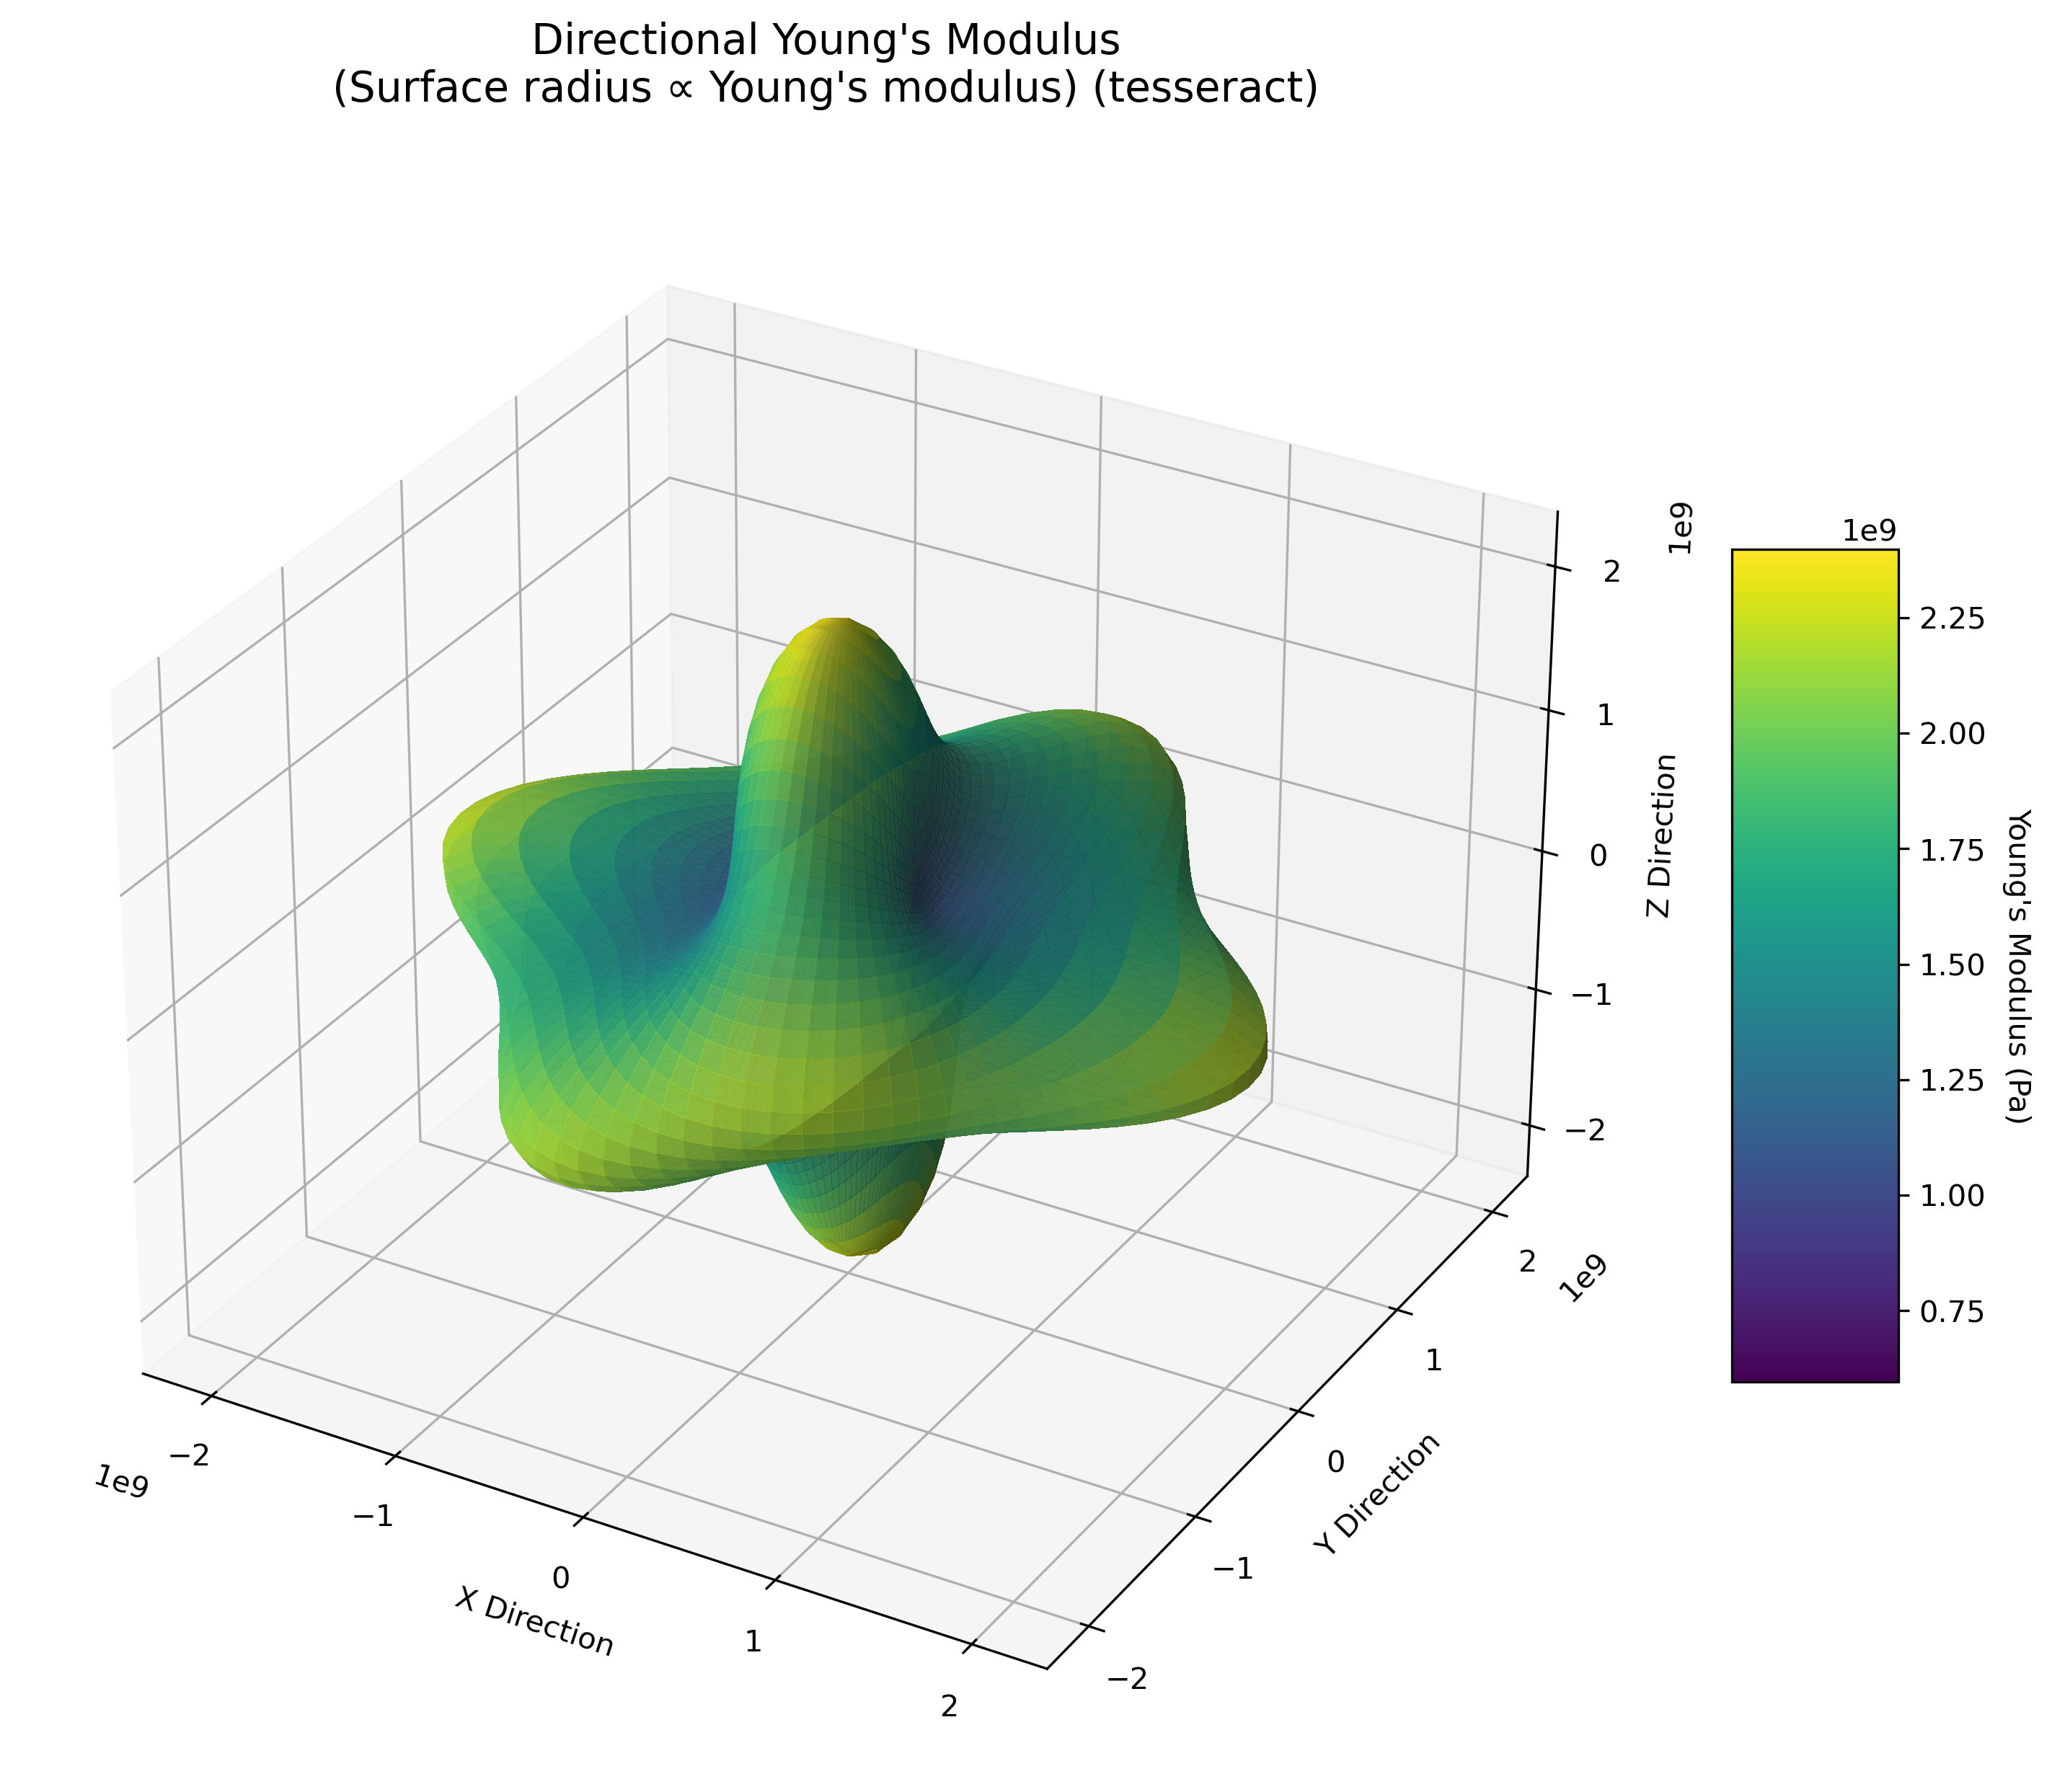 Directional Young's Modulus
(Surface radius ∝ Young's modulus) (tesseract)
1e9
1e9
2
1
0
−1
−2
Z Direction
2.25
2.00
1.75
1.50
1.25
1.00
0.75
Young's Modulus (Pa)
1e9
2
1
0
−1
−2
Y Direction
1e9
−2
−1
0
1
2
X Direction